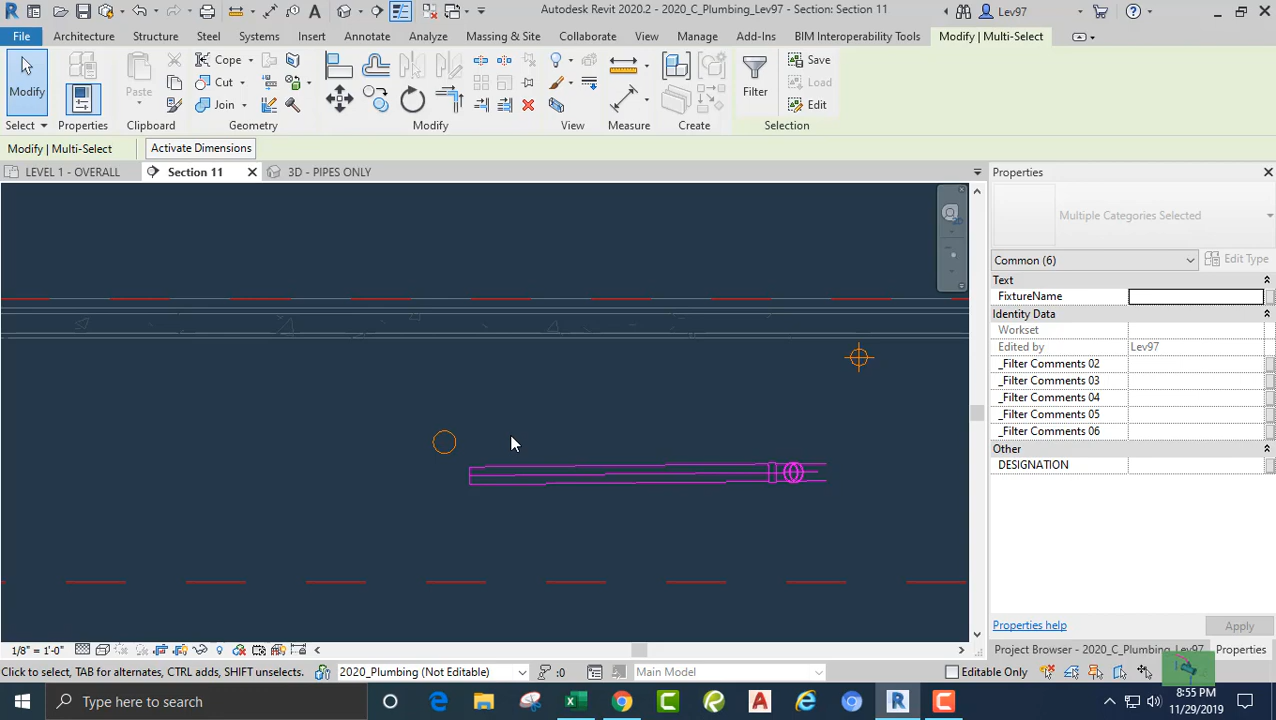 Autodesk Revit 2020.2 - 2020_C_Plumbing_Lev97 - Section: Section 11
Lev97
File Architecture Structure Steel Systems Insert Annotate Analyze Massing & Site Collaborate View Manage Add-Ins BIM Interoperability Tools Modify | Multi-Select
Modify
Paste
Cope
Cut
Join
Filter
Save
Load
Edit
Select Properties Clipboard Geometry Modify View Measure Create Selection
Modify | Multi-Select Activate Dimensions
LEVEL 1 - OVERALL Section 11 3D - PIPES ONLY
Properties
Multiple Categories Selected
Common (6) Edit Type
Text
FixtureName
Identity Data
Workset
Edited by Lev97
_Filter Comments 02
_Filter Comments 03
_Filter Comments 04
_Filter Comments 05
_Filter Comments 06
Other
DESIGNATION
Properties help Apply
1/8" = 1'-0"
Project Browser - 2020_C_Plumbing_Lev97 Properties
Click to select, TAB for alternates, CTRL adds, SHIFT unselects. 2020_Plumbing (Not Editable) :0 Main Model Editable Only
Type here to search
8:55 PM
11/29/2019